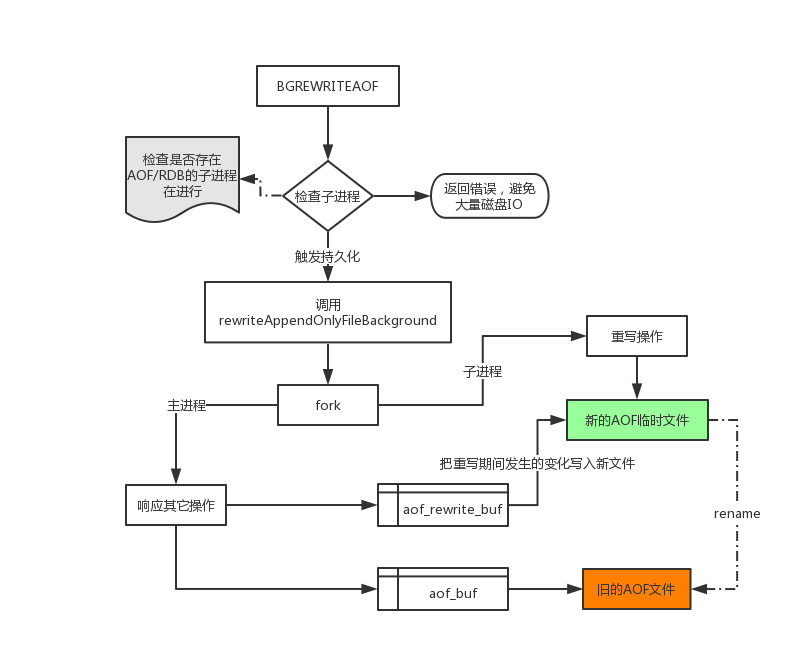 BGREWRITEAOF
检查是否存在
AOF/RDB的子进程
在进行
检查子进程
返回错误，避免
大量磁盘IO
触发持久化
调用
rewriteAppendOnlyFileBackground
重写操作
子进程
主进程
fork
新的AOF临时文件
把重写期间发生的变化写入新文件
响应其它操作
aof_rewrite_buf
rename
aof_buf
旧的AOF文件